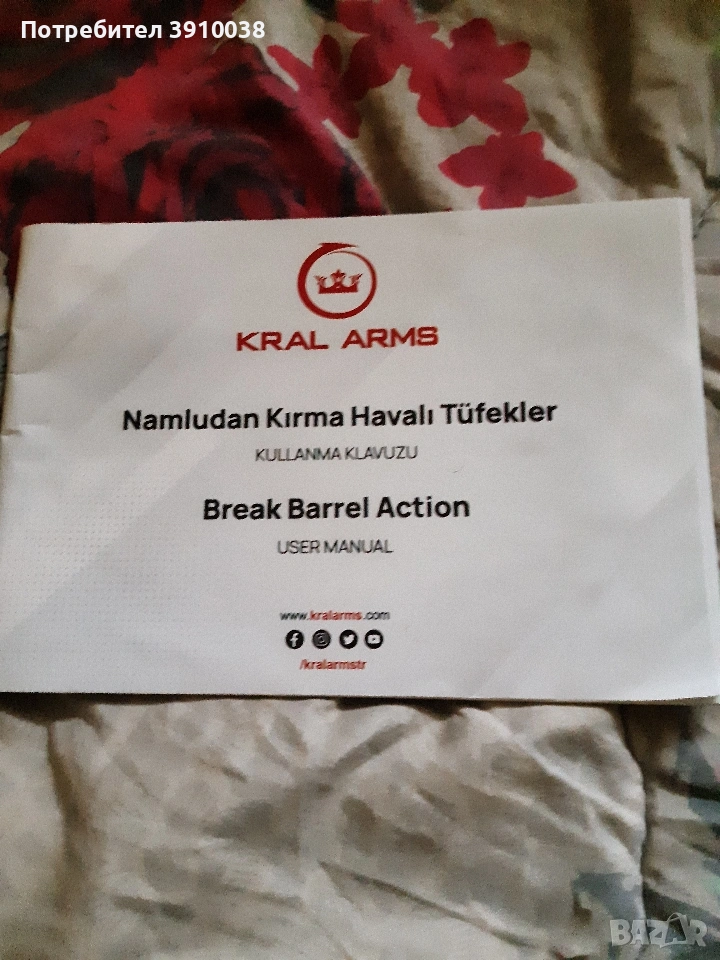 Потребител 3910038
KRAL ARMS
Namludan Kırma Havalı Tüfekler
KULLANMA KLAVUZU
Break Barrel Action
USER MANUAL
www.kralarms.com
/kralarmstr
BAZAR